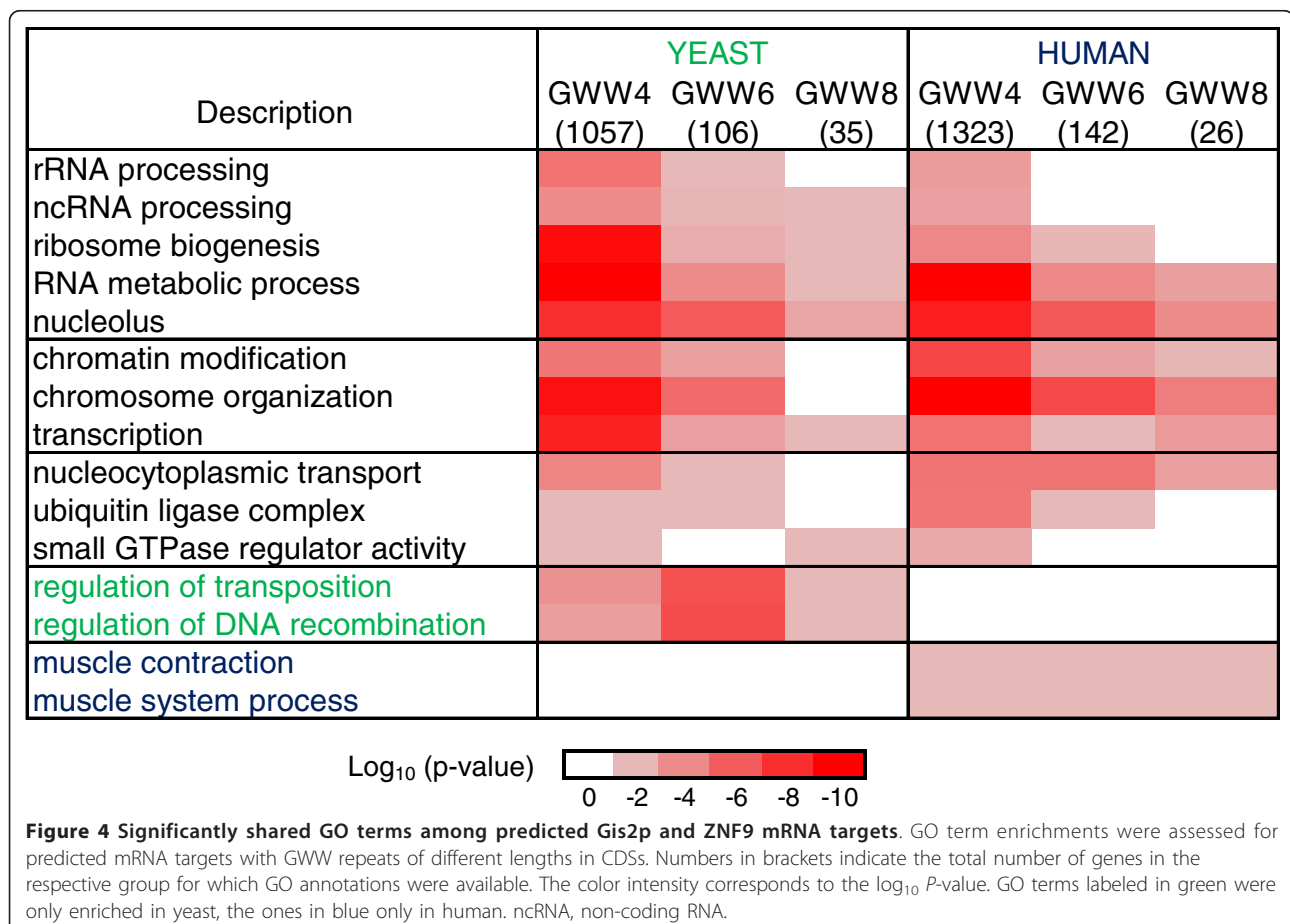 YEAST HUMAN
Description GWW4 GWW6 GWW8 GWW4 GWW6 GWW8
(1057) (106) (35) (1323) (142) (26)
rRNA processing
ncRNA processing
ribosome biogenesis
RNA metabolic process
nucleolus
chromatin modification
chromosome organization
transcription
nucleocytoplasmic transport
ubiquitin ligase complex
small GTPase regulator activity
regulation of transposition
regulation of DNA recombination
muscle contraction
muscle system process
Log₁₀ (p-value)
0 -2 -4 -6 -8 -10
Figure 4 Significantly shared GO terms among predicted Gis2p and ZNF9 mRNA targets. GO term enrichments were assessed for
predicted mRNA targets with GWW repeats of different lengths in CDSs. Numbers in brackets indicate the total number of genes in the
respective group for which GO annotations were available. The color intensity corresponds to the log₁₀ P-value. GO terms labeled in green were
only enriched in yeast, the ones in blue only in human. ncRNA, non-coding RNA.